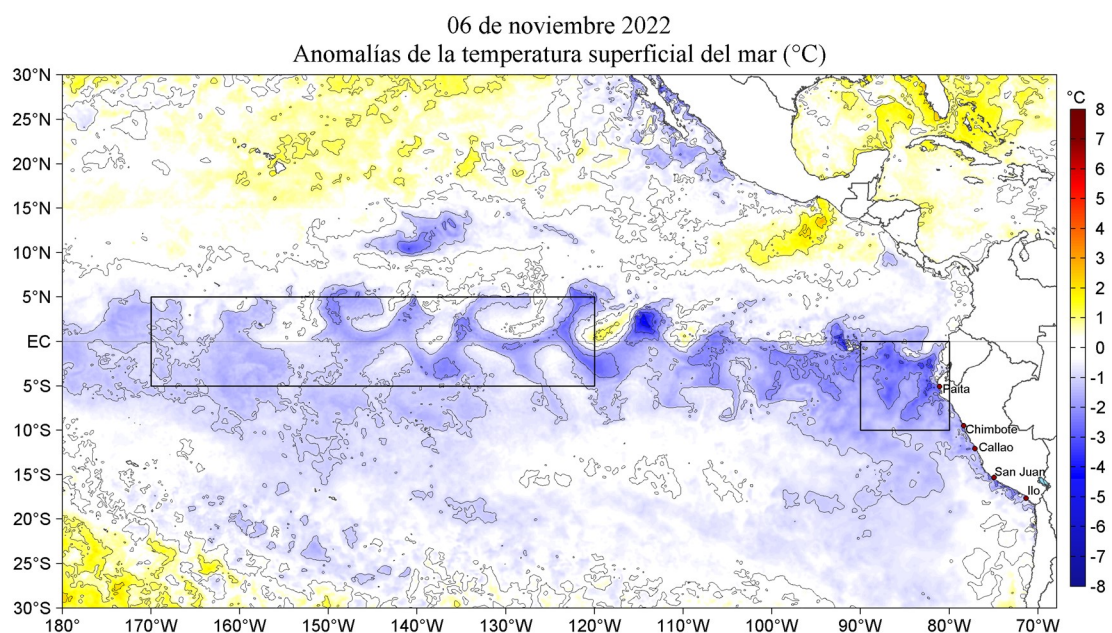 06 de noviembre 2022
Anomalías de la temperatura superficial del mar (°C)
30°N
25°N
20°N
15°N
10°N
5°N
EC
5°S
10°S
15°S
20°S
25°S
30°S
180
170°W
160°W
150°W
140°W
130°W
120°W
110°W
100°W
90°W
80°W
70°W
Paita
Chimbote
Callao
San Juan
Ilo
°C
8
7
6
5
4
3
2
1
0
-1
-2
-3
-4
-5
-6
-7
-8